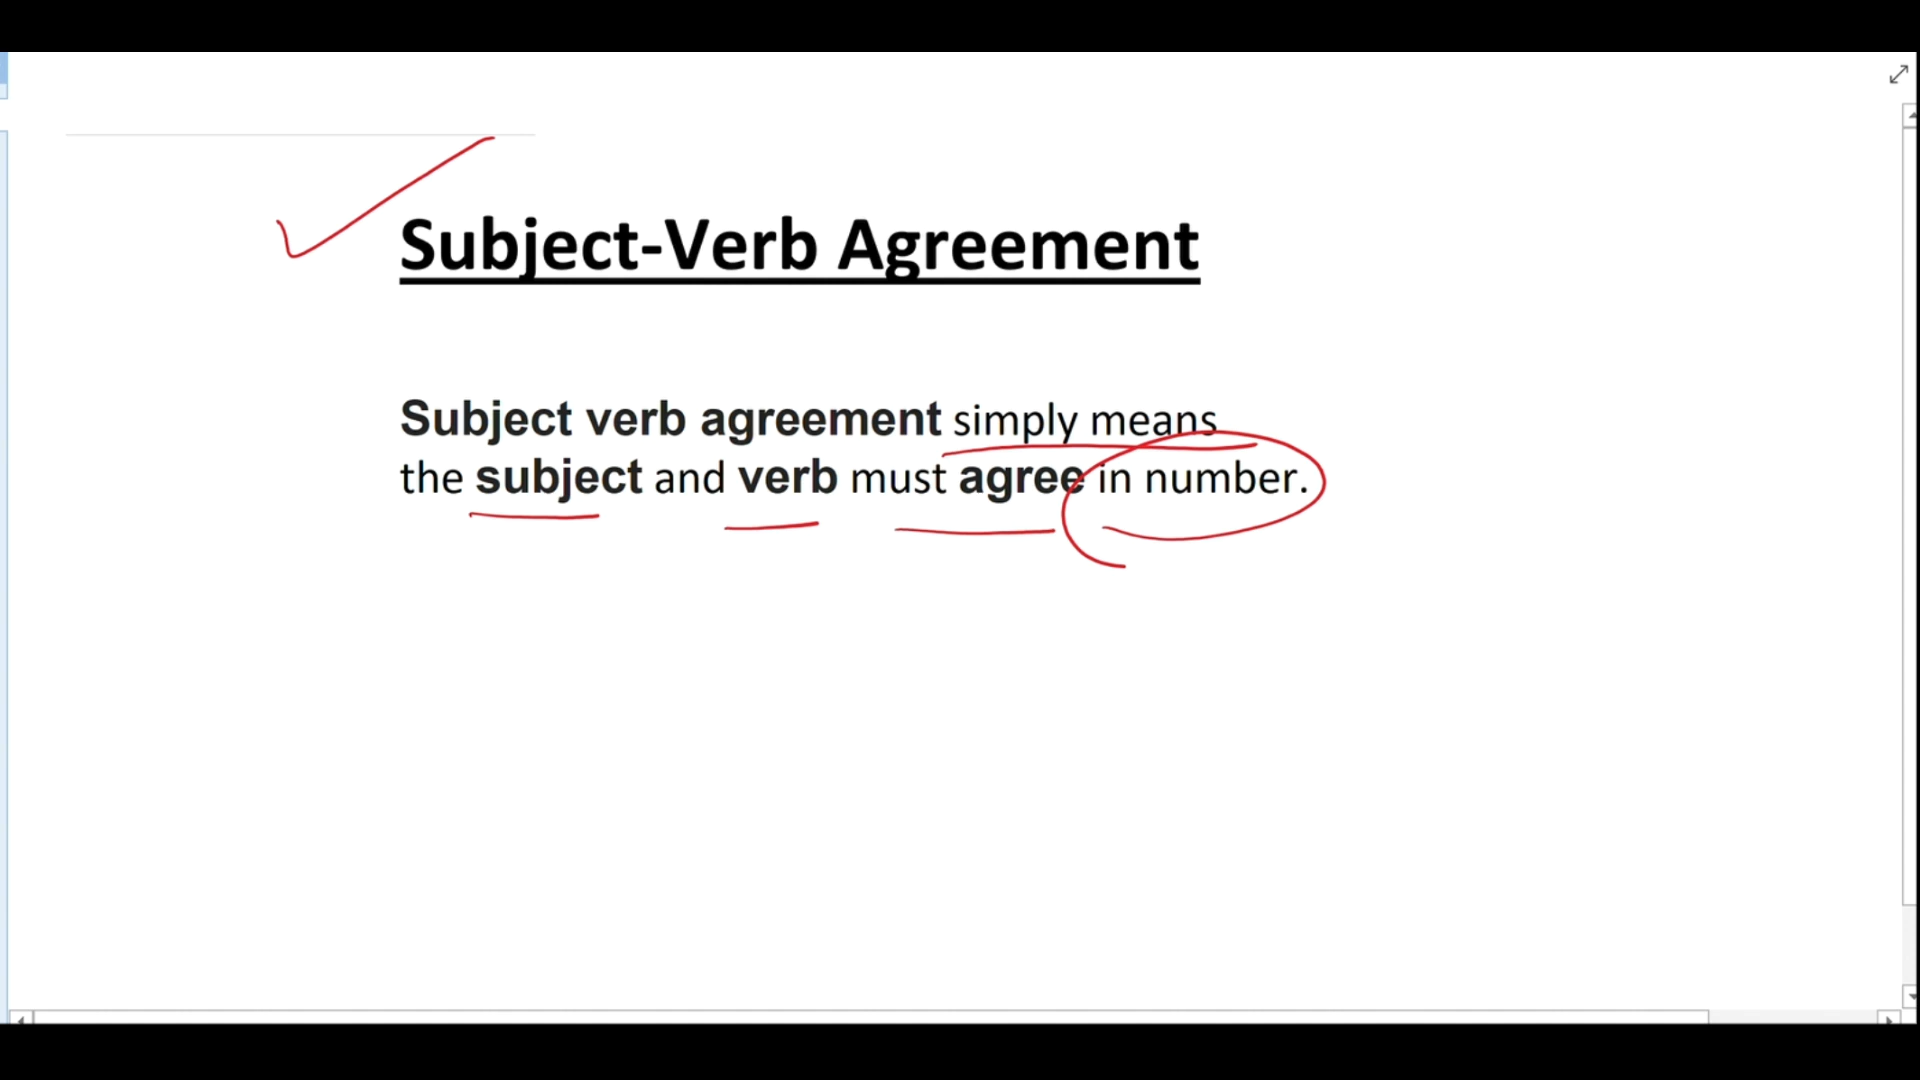 Subject-Verb Agreement
Subject verb agreement simply means
the subject and verb must agree in number.